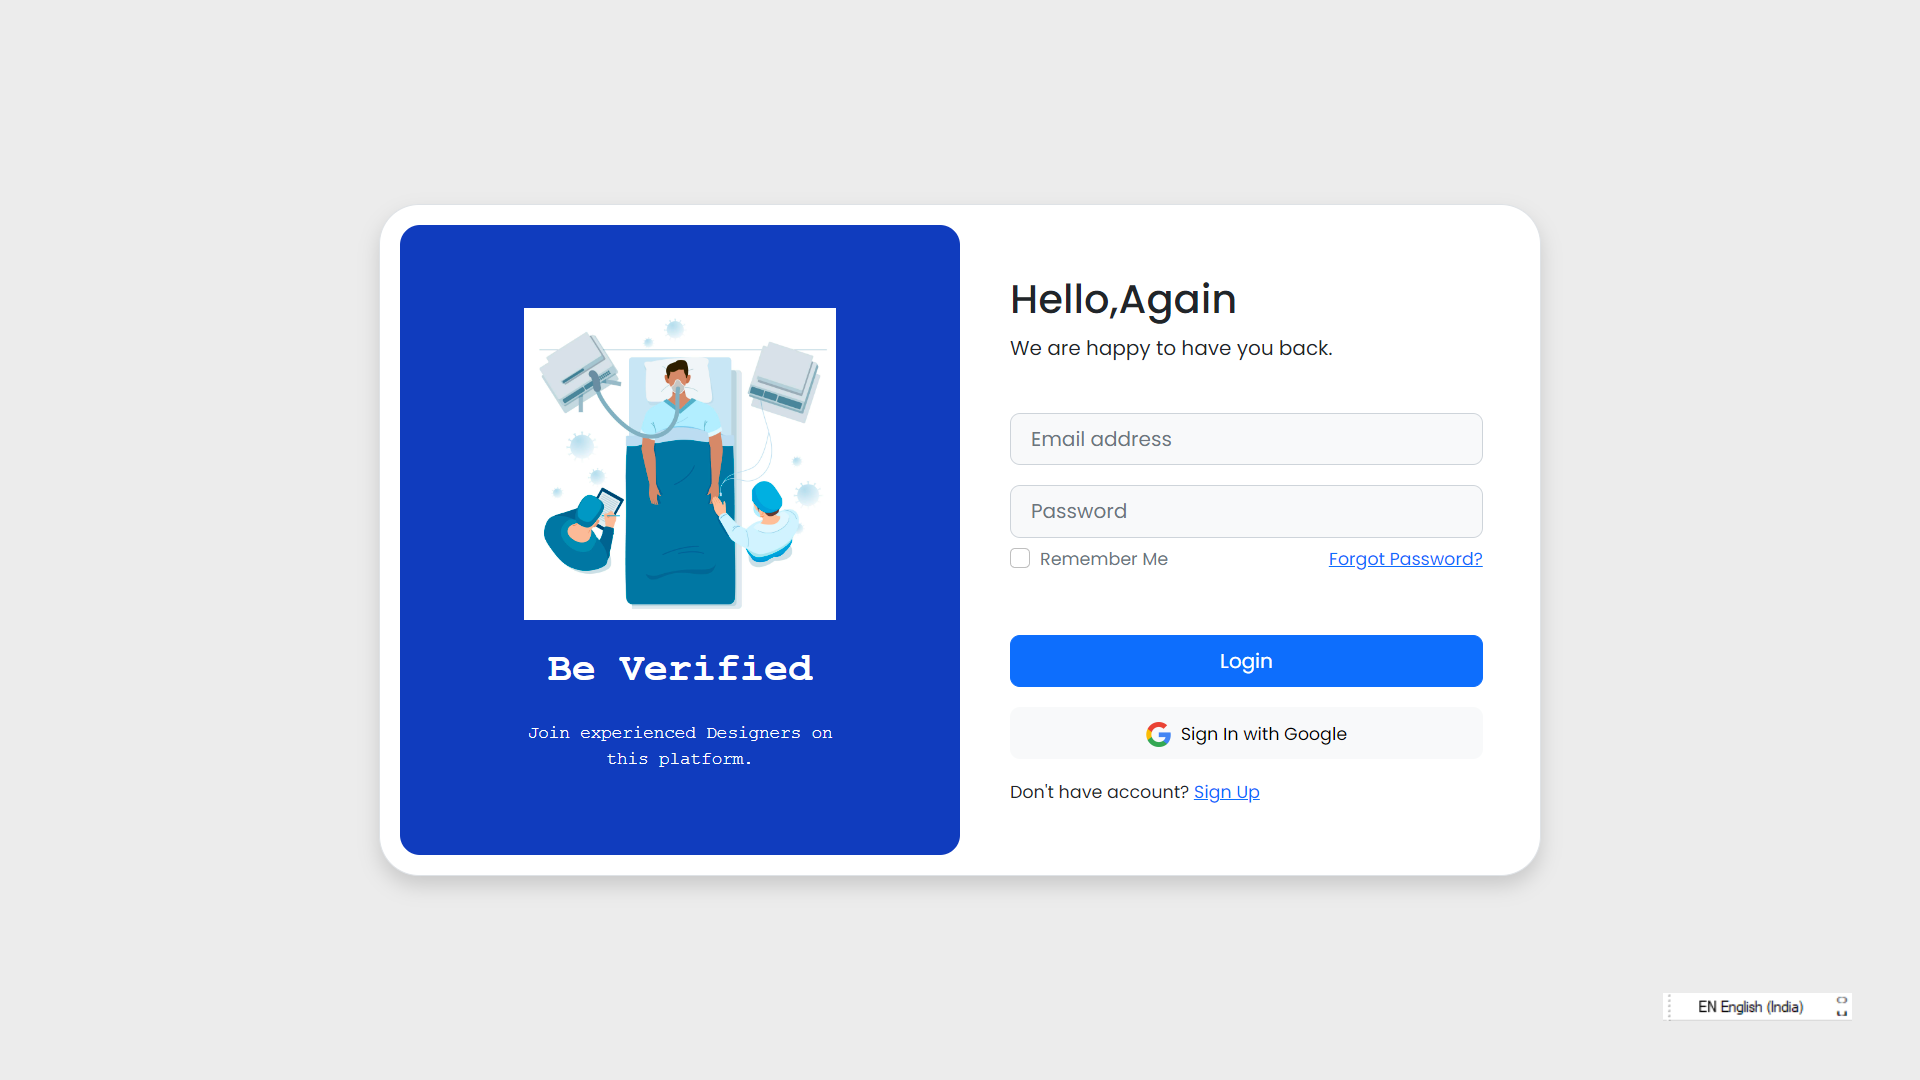 Be Verified
Join experienced Designers on
this platform.
Hello,Again
We are happy to have you back.
Email address
Password
Remember Me
Forgot Password?
Login
Sign In with Google
Don't have account? Sign Up
EN English (India)